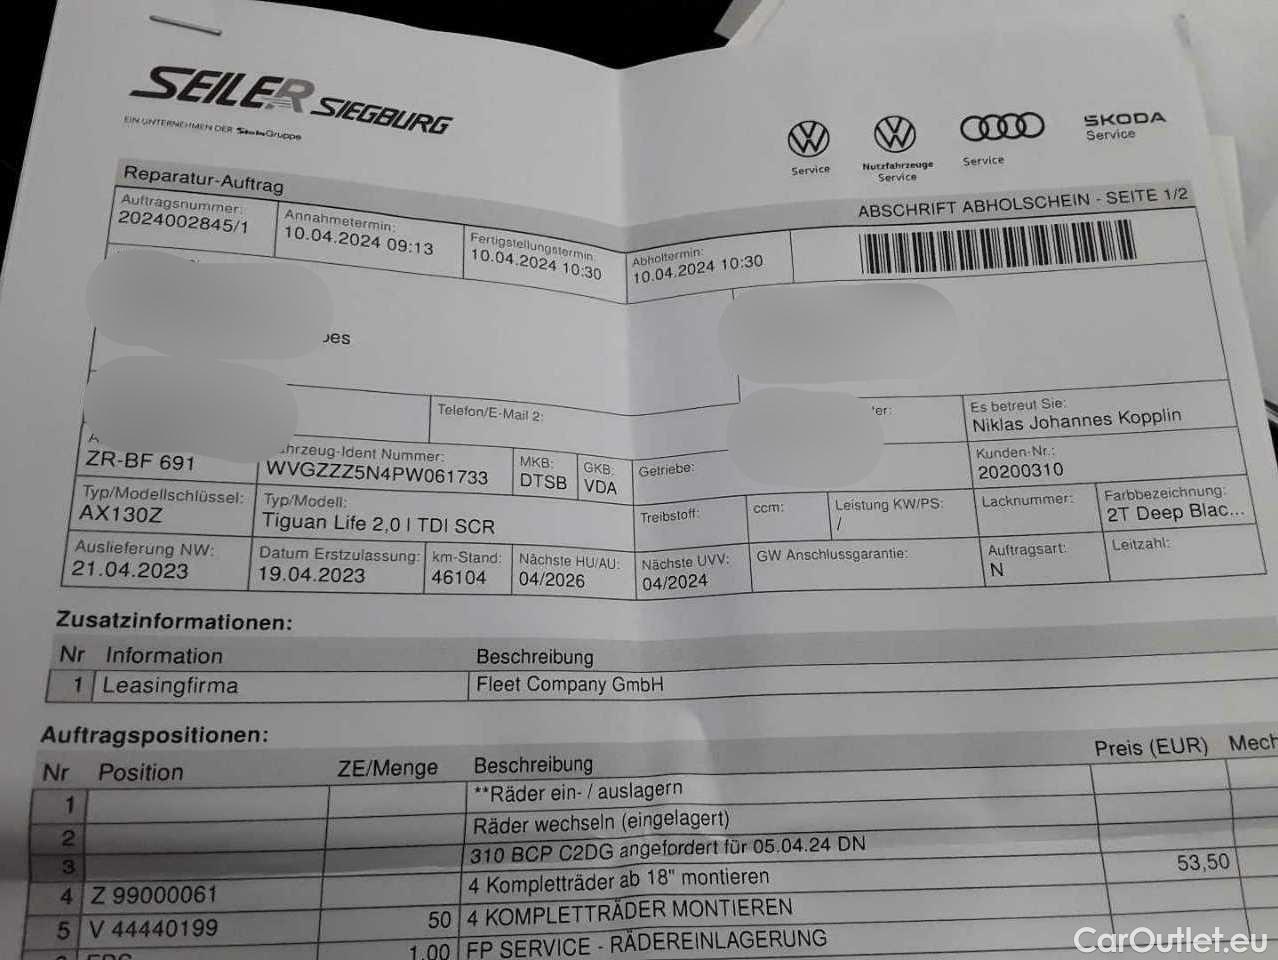 SEILER SIEGBURG
EIN UNTERNEHMEN DER Gruppe
Service
Nutzfahrzeuge
Service
Service
SKODA
Service
Reparatur-Auftrag
ABSCHRIFT ABHOLSCHEIN - SEITE 1/2
Auftragsnummer:
2024002845/1
Annahmetermin:
10.04.2024 09:13
Fertigstellungstermin:
10.04.2024 10:30
Abholtermin:
10.04.2024 10:30
Telefon/E-Mail 2:
Es betreut Sie:
Niklas Johannes Kopplin
ZR-BF 691
hrzeug-Ident Nummer:
WVGZZZ5N4PW061733
MKB:
DTSB
GKB:
VDA
Getriebe:
Kunden-Nr.:
20200310
Typ/Modellschlüssel:
AX130Z
Typ/Modell:
Tiguan Life 2,0 l TDI SCR
Treibstoff:
ccm:
Leistung KW/PS:
/
Lacknummer:
Farbbezeichnung:
2T Deep Blac...
Auslieferung NW:
21.04.2023
Datum Erstzulassung:
19.04.2023
km-Stand:
46104
Nächste HU/AU:
04/2026
Nächste UVV:
04/2024
GW Anschlussgarantie:
Auftragsart:
N
Leitzahl:
Zusatzinformationen:
Nr Information Beschreibung
1 Leasingfirma Fleet Company GmbH
Auftragspositionen:
Nr Position ZE/Menge Beschreibung Preis (EUR) Mech
1 **Räder ein- / auslagern
2 Räder wechseln (eingelagert)
3 310 BCP C2DG angefordert für 05.04.24 DN
4 Z 99000061 4 Kompletträder ab 18" montieren 53,50
5 V 44440199 50 4 KOMPLETTRÄDER MONTIEREN
1.00 FP SERVICE - RÄDEREINLAGERUNG
CarOutlet.eu